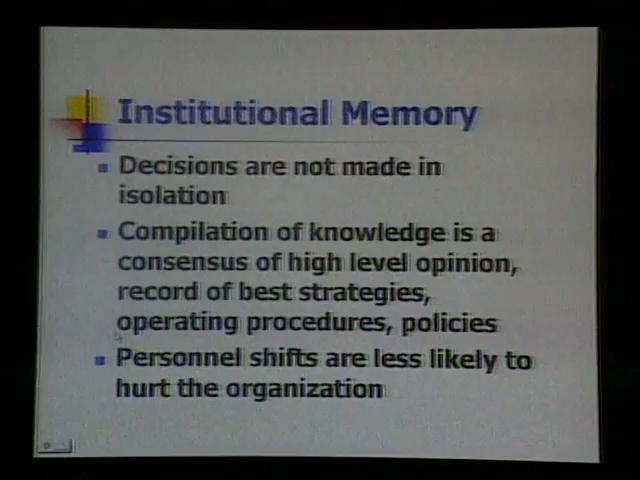 Institutional Memory
Decisions are not made in
isolation
Compilation of knowledge is a
consensus of high level opinion,
record of best strategies,
operating procedures, policies
Personnel shifts are less likely to
hurt the organization